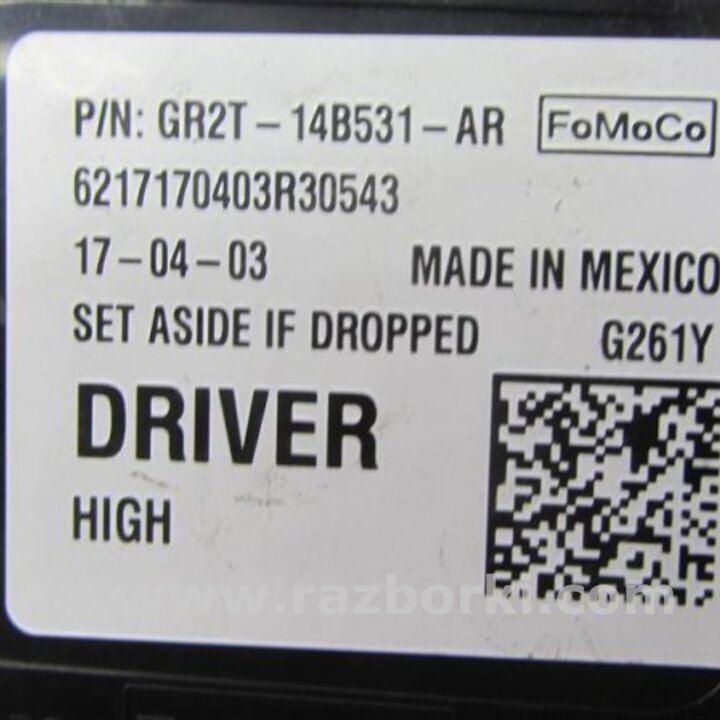 P/N: GR2T-14B531-AR FoMoCo
6217170403R30543
17-04-03 MADE IN MEXICO
SET ASIDE IF DROPPED G261Y
DRIVER
HIGH
www.razborki.com